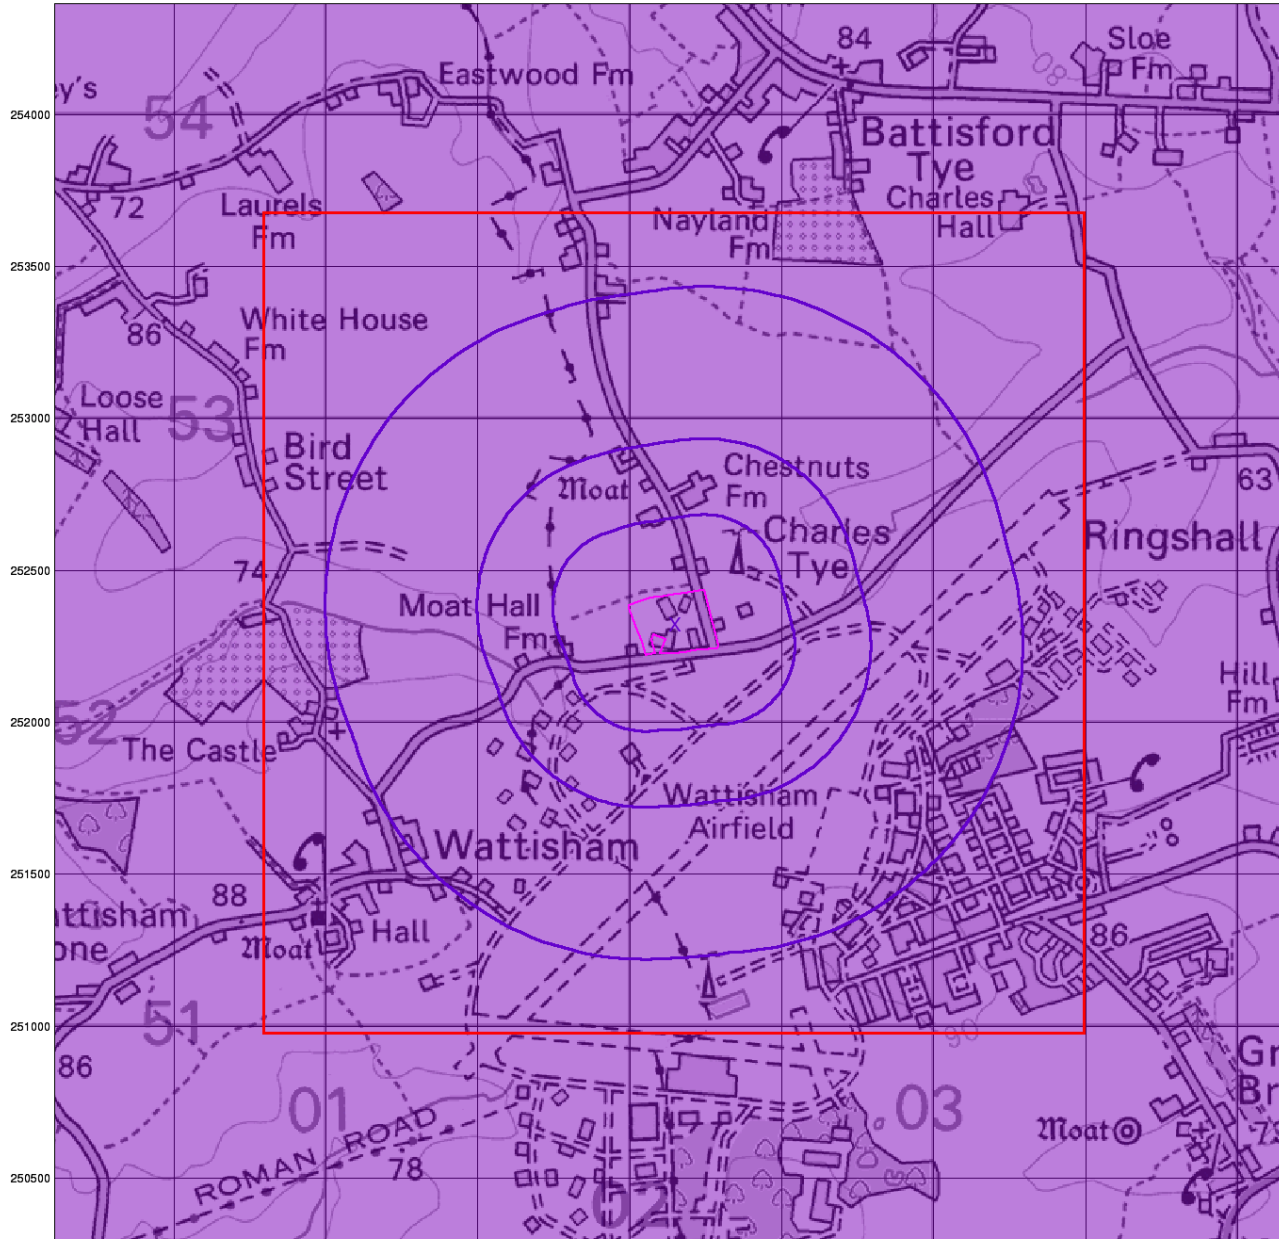 84
Sloe
Fm
80
Eastwood Fm
ey's
54
254000
Battisford
Tye
Charles
Hall
72
Laurels
Fm
Nayland
Fm
253500
White House
Fm
86
Loose
Hall
53
253000
Bird
Street
Chestnuts
Fm
Moat
63
Charles
Tye
Ringshall
252500
74
Moat Hall
Fm
Hill
Fm
252000
52
The Castle
Wattisham
Airfield
Wattisham
251500
88
attisham
one
Hall
Moat
86
251000
51
90
86
Gr
Br
01
03
ROMAN ROAD
78
Moat
250500
02